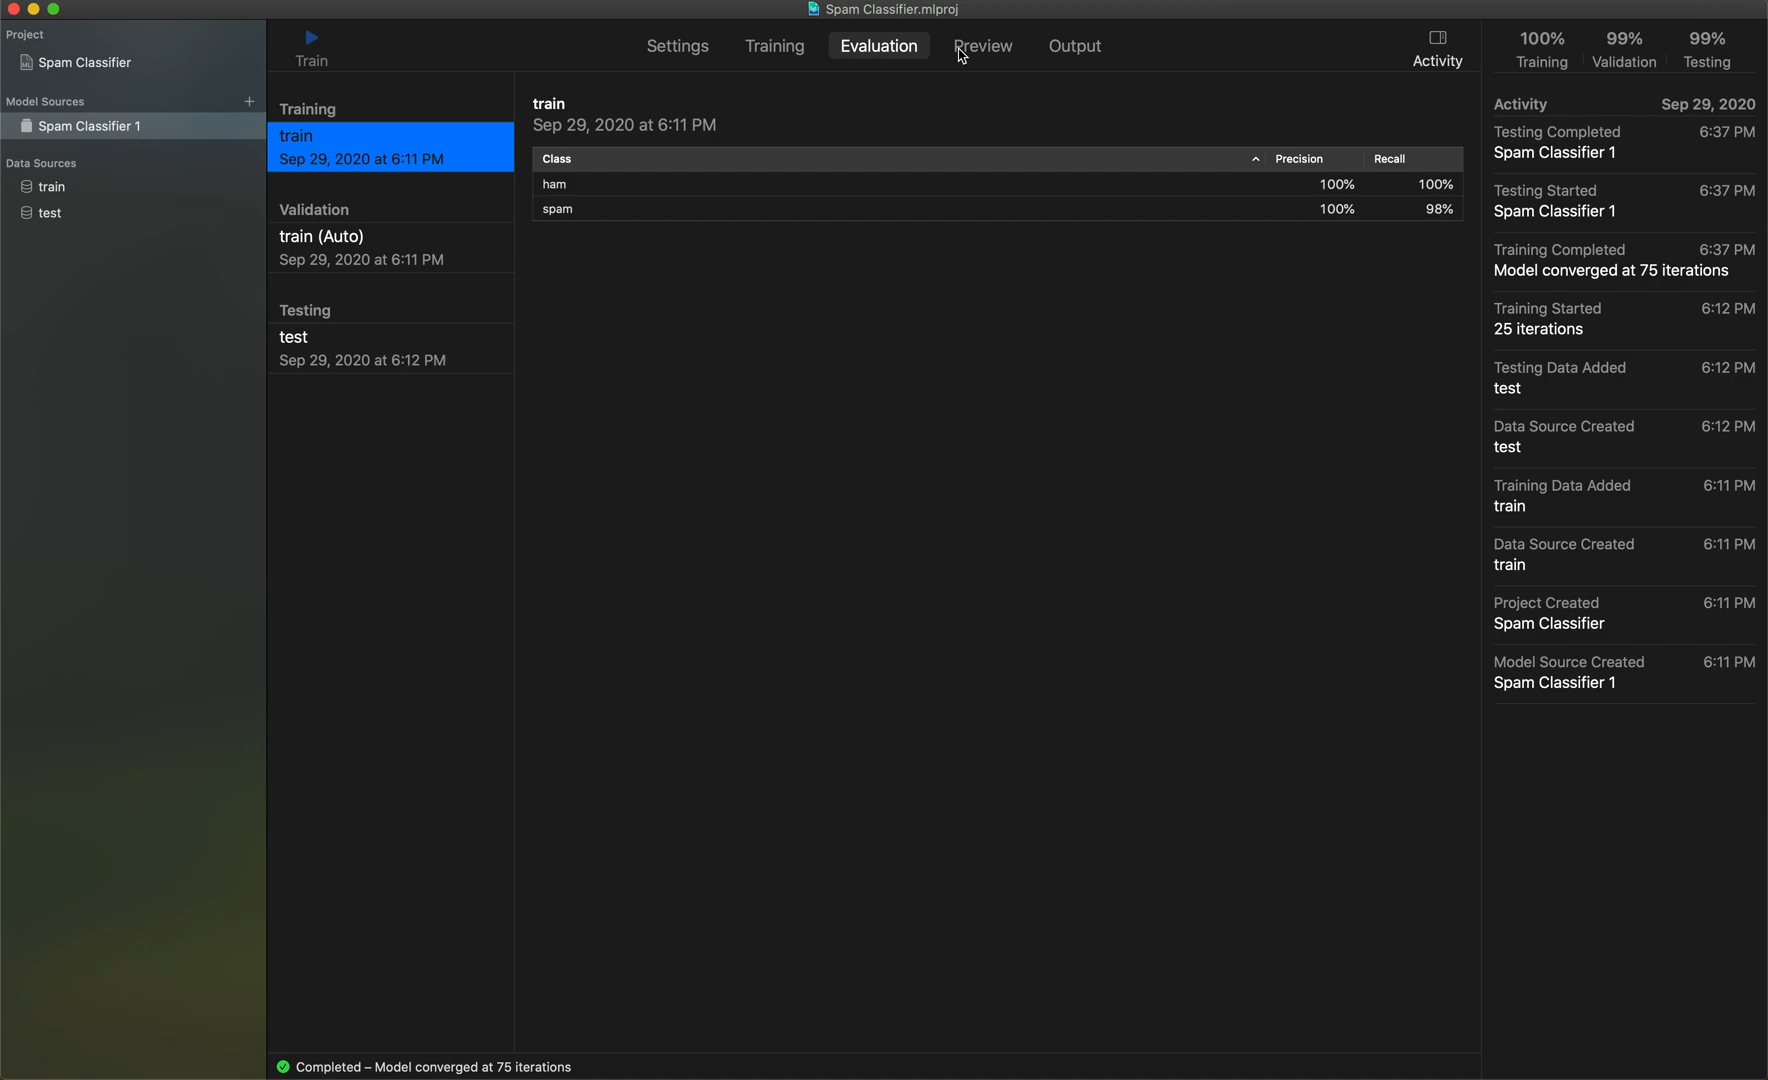 Spam Classifier.mlproj
Project
Spam Classifier
Model Sources +
Spam Classifier 1
Data Sources
train
test
Train
Settings Training Evaluation Preview Output
Activity
Training
train
Sep 29, 2020 at 6:11 PM
Validation
train (Auto)
Sep 29, 2020 at 6:11 PM
Testing
test
Sep 29, 2020 at 6:12 PM
train
Sep 29, 2020 at 6:11 PM
Class Precision Recall
ham 100% 100%
spam 100% 98%
Completed – Model converged at 75 iterations
100% 99% 99%
Training Validation Testing
Activity Sep 29, 2020
Testing Completed 6:37 PM
Spam Classifier 1
Testing Started 6:37 PM
Spam Classifier 1
Training Completed 6:37 PM
Model converged at 75 iterations
Training Started 6:12 PM
25 iterations
Testing Data Added 6:12 PM
test
Data Source Created 6:12 PM
test
Training Data Added 6:11 PM
train
Data Source Created 6:11 PM
train
Project Created 6:11 PM
Spam Classifier
Model Source Created 6:11 PM
Spam Classifier 1